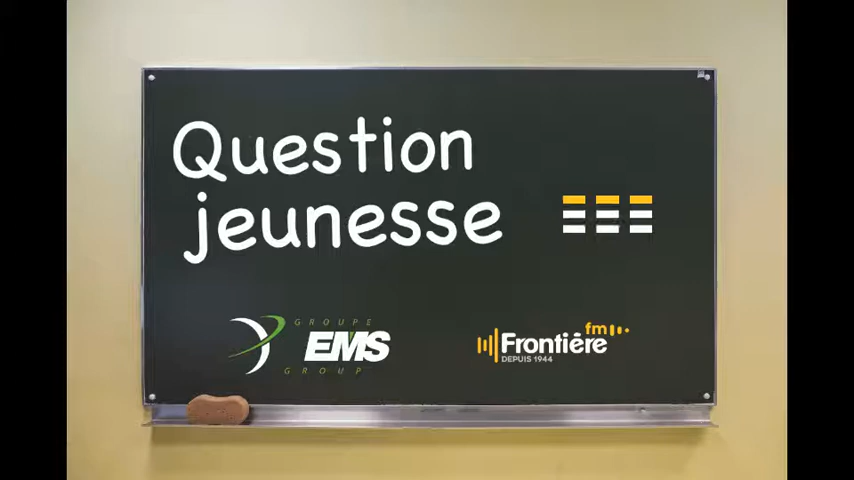 Question
jeunesse
GROUPE
EMS
GROUP
fm
Frontière
DEPUIS 1944